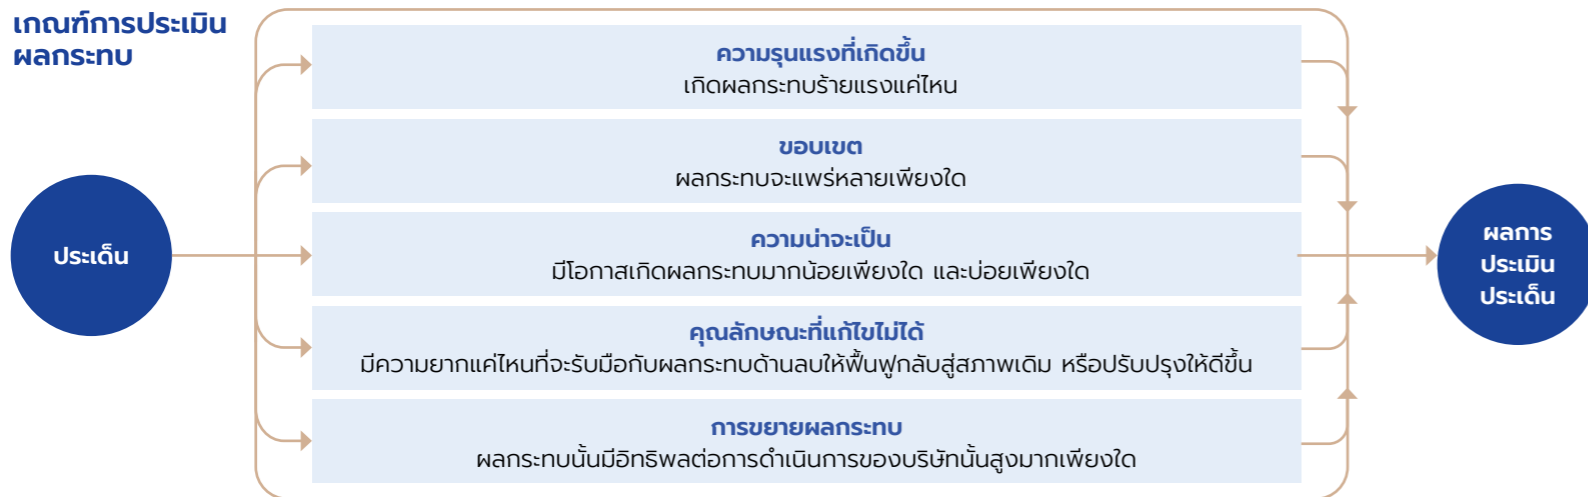 เกณฑ์การประเมิน
ผลกระทบ
ความรุนแรงที่เกิดขึ้น
เกิดผลกระทบร้ายแรงแค่ไหน
ขอบเขต
ผลกระทบจะแพร่หลายเพียงใด
ประเด็น
ความน่าจะเป็น
มีโอกาสเกิดผลกระทบมากน้อยเพียงใด และบ่อยเพียงใด
คุณลักษณะที่แก้ไขไม่ได้
มีความยากแค่ไหนที่จะรับมือกับผลกระทบด้านลบให้ฟื้นฟูกลับสู่สภาพเดิม หรือปรับปรุงให้ดีขึ้น
การขยายผลกระทบ
ผลกระทบนั้นมีอิทธิพลต่อการดำเนินการของบริษัทนั้นสูงมากเพียงใด
ผลการ
ประเมิน
ประเด็น